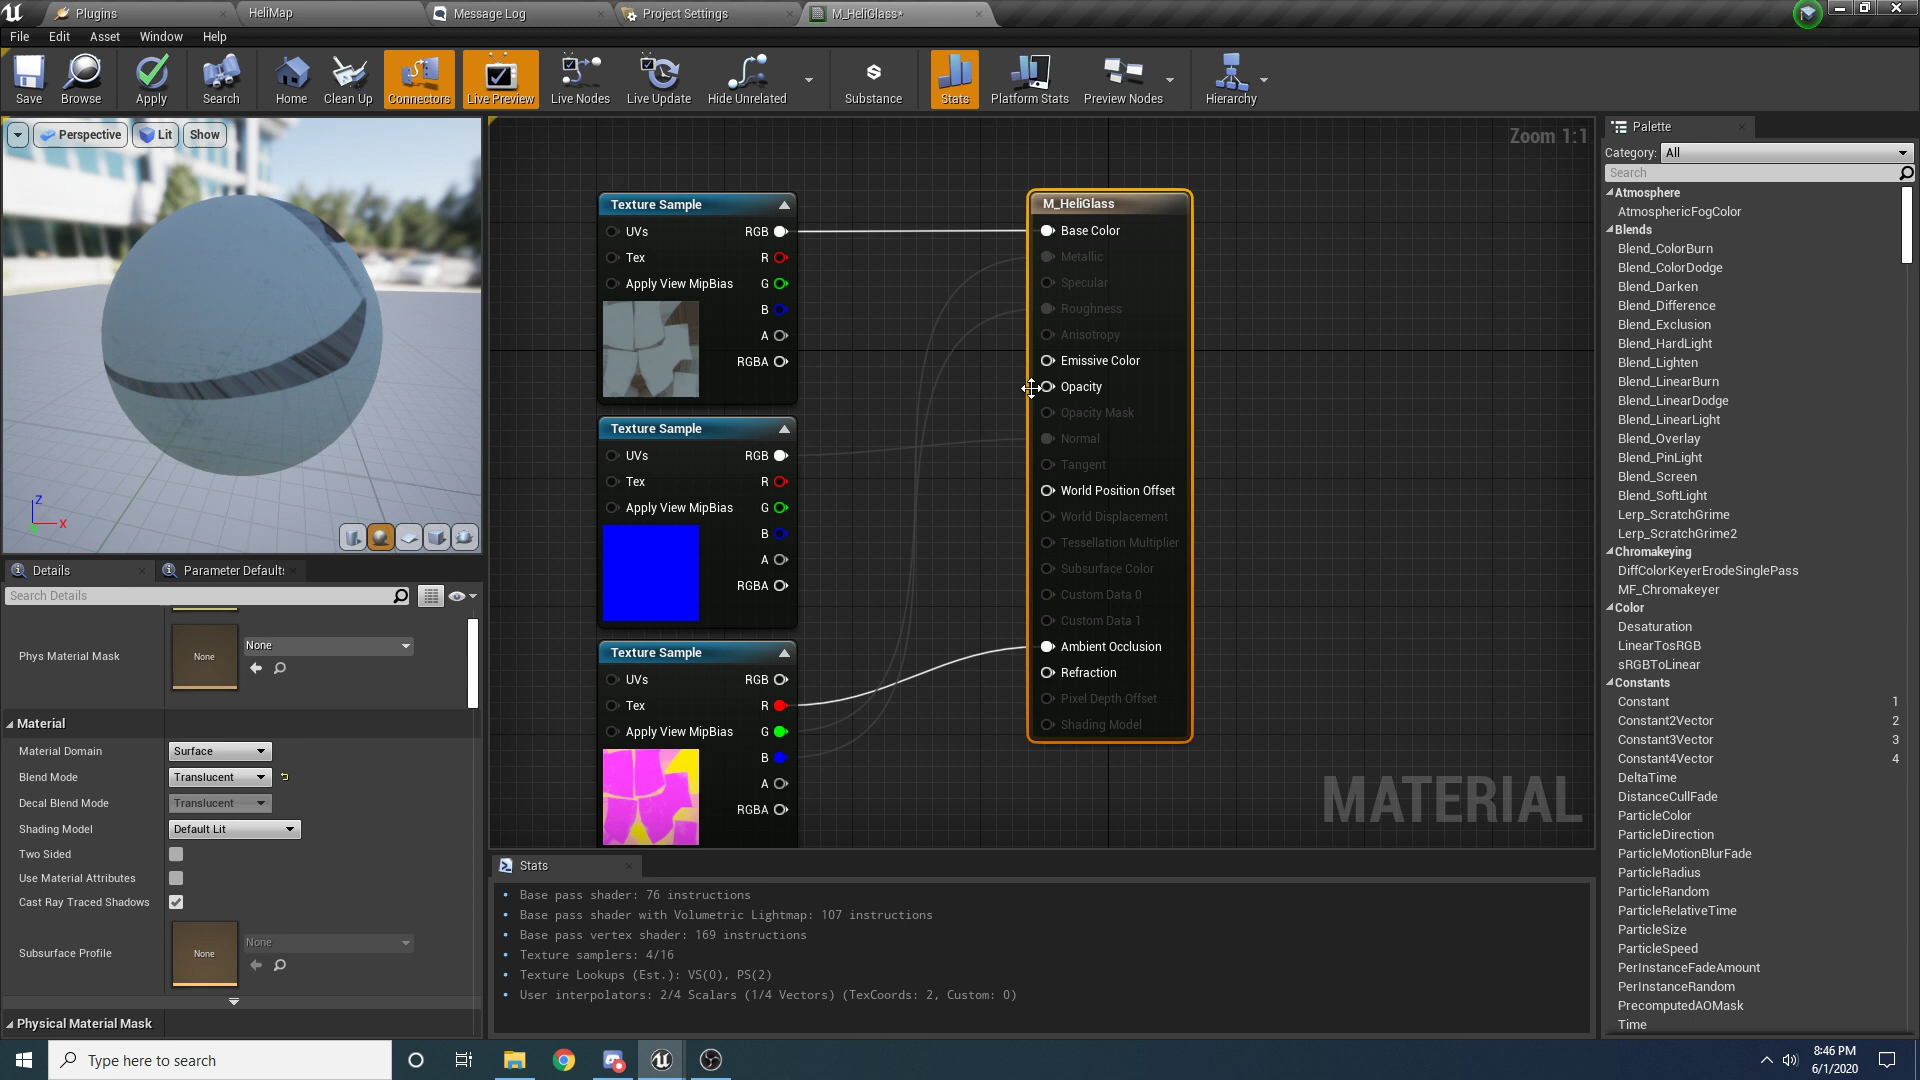 Plugins
HeliMap
Message Log
Project Settings
M_HeliGlass*
File Edit Asset Window Help
Save
Browse
Apply
Search
Home
Clean Up
Connectors
Live Preview
Live Nodes
Live Update
Hide Unrelated
Substance
Stats
Platform Stats
Preview Nodes
Hierarchy
Perspective
Lit
Show
Z
X
Details
Parameter Default
Search Details
Phys Material Mask
None
None
Material
Material Domain
Surface
Blend Mode
Translucent
Decal Blend Mode
Translucent
Shading Model
Default Lit
Two Sided
Use Material Attributes
Cast Ray Traced Shadows
Subsurface Profile
None
None
Physical Material Mask
Zoom 1:1
Texture Sample
UVs RGB
Tex R
Apply View MipBias G
B
A
RGBA
Texture Sample
UVs RGB
Tex R
Apply View MipBias G
B
A
RGBA
Texture Sample
UVs RGB
Tex R
Apply View MipBias G
B
A
RGBA
M_HeliGlass
Base Color
Metallic
Specular
Roughness
Anisotropy
Emissive Color
Opacity
Opacity Mask
Normal
Tangent
World Position Offset
World Displacement
Tessellation Multiplier
Subsurface Color
Custom Data 0
Custom Data 1
Ambient Occlusion
Refraction
Pixel Depth Offset
Shading Model
MATERIAL
Stats
Base pass shader: 76 instructions
Base pass shader with Volumetric Lightmap: 107 instructions
Base pass vertex shader: 169 instructions
Texture samplers: 4/16
Texture Lookups (Est.): VS(0), PS(2)
User interpolators: 2/4 Scalars (1/4 Vectors) (TexCoords: 2, Custom: 0)
Palette
Category: All
Search
Atmosphere
AtmosphericFogColor
Blends
Blend_ColorBurn
Blend_ColorDodge
Blend_Darken
Blend_Difference
Blend_Exclusion
Blend_HardLight
Blend_Lighten
Blend_LinearBurn
Blend_LinearDodge
Blend_LinearLight
Blend_Overlay
Blend_PinLight
Blend_Screen
Blend_SoftLight
Lerp_ScratchGrime
Lerp_ScratchGrime2
Chromakeying
DiffColorKeyerErodeSinglePass
MF_Chromakeyer
Color
Desaturation
LinearTosRGB
sRGBToLinear
Constants
Constant 1
Constant2Vector 2
Constant3Vector 3
Constant4Vector 4
DeltaTime
DistanceCullFade
ParticleColor
ParticleDirection
ParticleMotionBlurFade
ParticleRadius
ParticleRandom
ParticleRelativeTime
ParticleSize
ParticleSpeed
PerInstanceFadeAmount
PerInstanceRandom
PrecomputedAOMask
Time
Type here to search
8:46 PM
6/1/2020